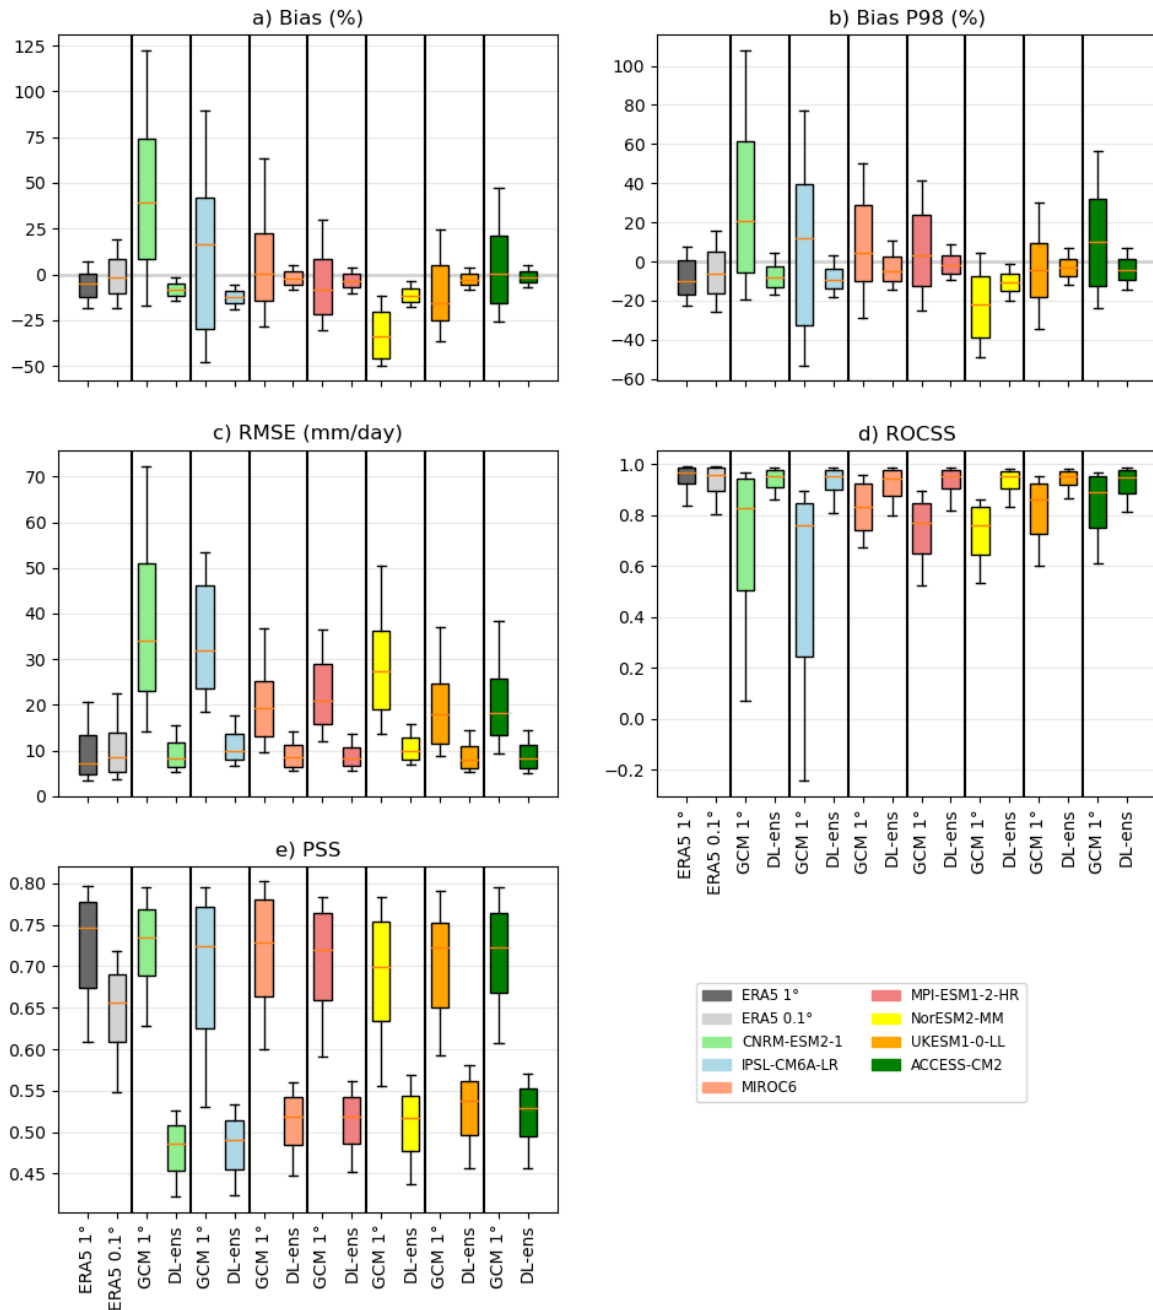 a) Bias (%)
125
100
75
50
25
0
−25
−50
b) Bias P98 (%)
100
80
60
40
20
0
−20
−40
−60
c) RMSE (mm/day)
70
60
50
40
30
20
10
0
d) ROCSS
1.0
0.8
0.6
0.4
0.2
0.0
−0.2
ERA5 1°
ERA5 0.1°
GCM 1°
DL-ens
GCM 1°
DL-ens
GCM 1°
DL-ens
GCM 1°
DL-ens
GCM 1°
DL-ens
GCM 1°
DL-ens
GCM 1°
DL-ens
e) PSS
0.80
0.75
0.70
0.65
0.60
0.55
0.50
0.45
ERA5 1°
ERA5 0.1°
GCM 1°
DL-ens
GCM 1°
DL-ens
GCM 1°
DL-ens
GCM 1°
DL-ens
GCM 1°
DL-ens
GCM 1°
DL-ens
GCM 1°
DL-ens
ERA5 1°
ERA5 0.1°
CNRM-ESM2-1
IPSL-CM6A-LR
MIROC6
MPI-ESM1-2-HR
NorESM2-MM
UKESM1-0-LL
ACCESS-CM2